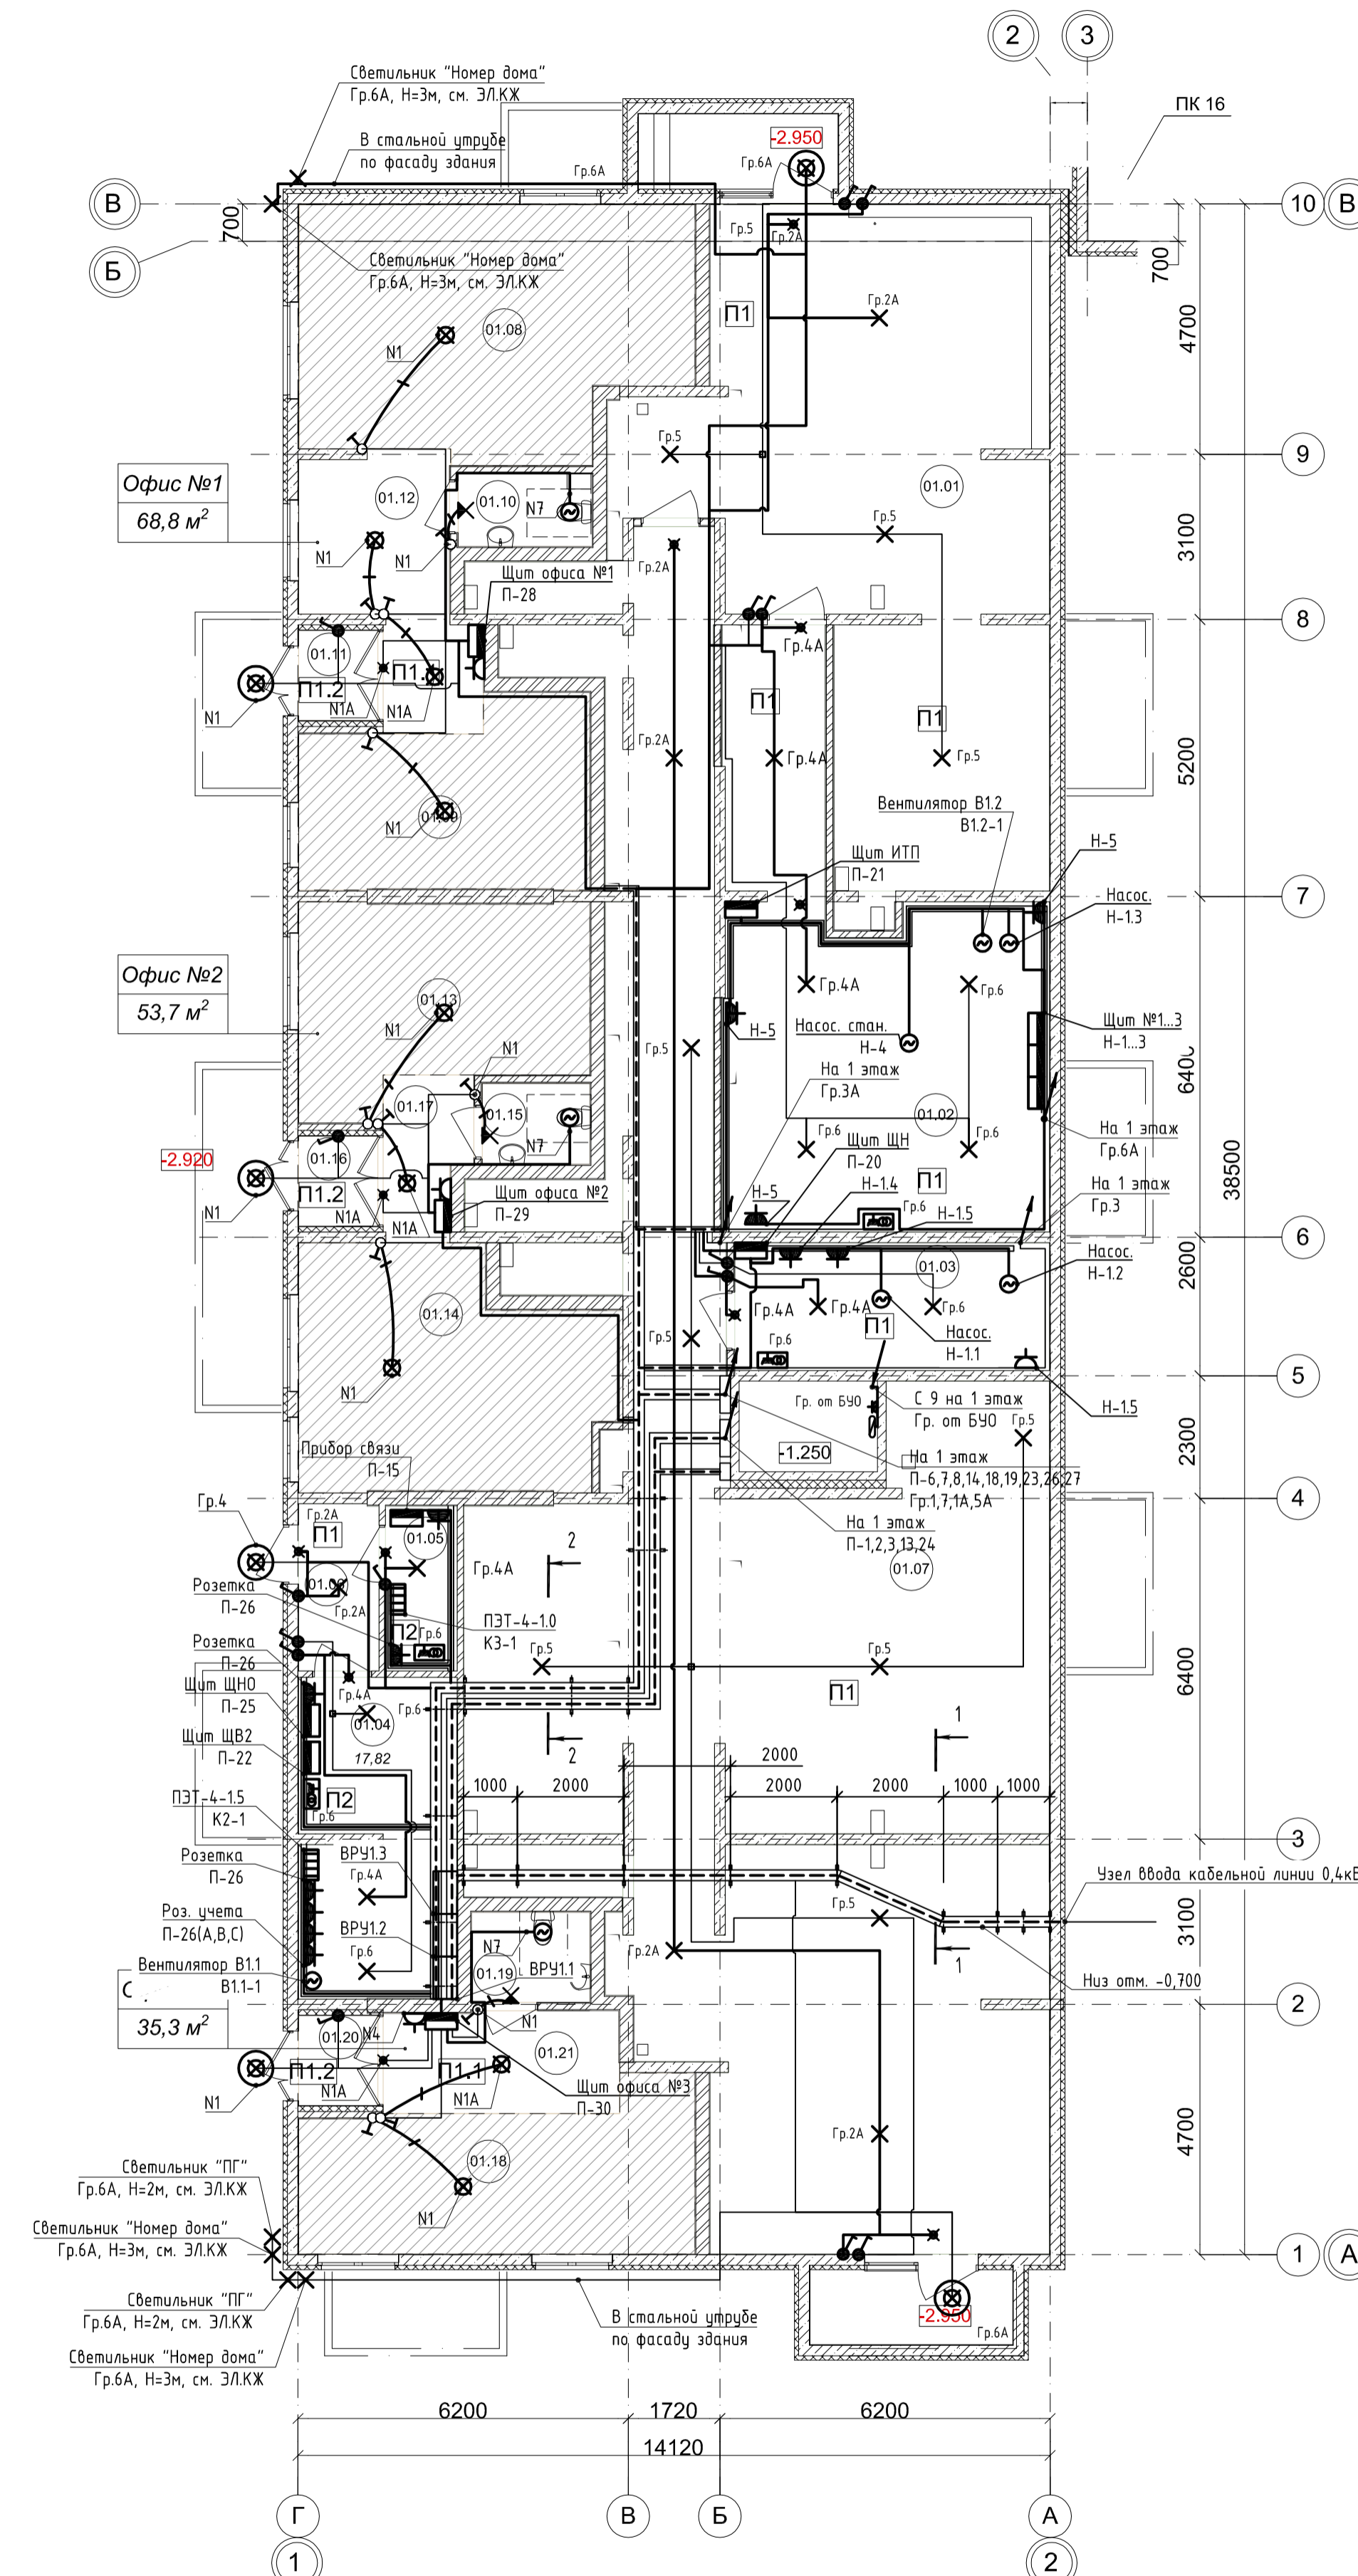 2
3
ПК 16
Светильник "Номер дома"
Гр.6А, Н=3м, см. ЭЛ.КЖ
В стальной утрубе
по фасаду здания
Гр.6А
Гр.6А
-2.950
В
Б
700
10
В
700
Гр.5
Гр.2А
Светильник "Номер дома"
Гр.6А, Н=3м, см. ЭЛ.КЖ
П1
Гр.2А
01.08
N1
4700
Гр.5
9
Офис №1
68,8 м²
01.12
01.10
N7
01.01
N1
N1
Гр.5
3100
Гр.2А
Щит офиса №1
П-28
8
01.11
П1.2
П1.
N1
N1А
N1А
Гр.4А
П1
П1
Гр.2А
Гр.4А
Гр.5
5200
01.09
N1
Вентилятор В1.2
В1.2-1
Щит ИТП
П-21
Н-5
7
Насос.
Н-1.3
Офис №2
53,7 м²
01.13
N1
Гр.4А
Гр.6
Н-5
Насос. стан.
Н-4
Щит №1...3
Н-1...3
Гр.5
N1
На 1 этаж
Гр.3А
6400
01.17
01.15
N7
01.02
Гр.6
Гр.6
Щит ЩН
П-20
На 1 этаж
Гр.6А
-2.920
01.16
П1.2
N1
N1А
N1А
Щит офиса №2
П-29
П1
Н-5
Н-1.4
Гр.6
Н-1.5
На 1 этаж
Гр.3
38500
6
01.03
Насос.
Н-1.2
2600
01.14
Гр.4А
Гр.4А
Гр.6
Гр.5
Гр.6
П1
Насос.
Н-1.1
5
N1
Гр. от БУО
С 9 на 1 этаж
Гр. от БУО
Н-1.5
Гр.5
2300
Прибор связи
П-15
-1.250
На 1 этаж
П-6,7,8,14,18,19,23,26,27
Гр.1,7,1А,5А
4
Гр.4
Гр.2А
П1
01.05
На 1 этаж
П-1,2,3,13,24
2
Гр.4А
01.07
Розетка
П-26
Гр.2А
П2
Гр.6
ПЭТ-4-1.0
К3-1
Розетка
П-26
Гр.5
Гр.5
Щит ЩНО
П-25
Гр.4А
Гр.6
П1
6400
01.04
17,82
Щит ЩВ2
П-22
2
1
2000
П2
Гр.6
1000
2000
2000
2000
1000
1000
ПЭТ-4-1.5
К2-1
3
ВРУ1.3
Розетка
П-26
Гр.4А
Узел ввода кабельной линии 0,4кВ
Роз. учета
П-26(А,В,С)
ВРУ1.2
Гр.5
3100
Гр.6
N7
Гр.2А
1
Вентилятор В1.1
В1.1-1
01.19
ВРУ1.1
Низ отм. -0,700
2
35,3 м²
01.20
N4
N1
01.21
П1.2
П1.1
N1
N1А
N1А
Щит офиса №3
П-30
Гр.2А
4700
01.18
N1
Светильник "ПГ"
Гр.6А, Н=2м, см. ЭЛ.КЖ
Светильник "Номер дома"
Гр.6А, Н=3м, см. ЭЛ.КЖ
1
А
Светильник "ПГ"
Гр.6А, Н=2м, см. ЭЛ.КЖ
-2.950
Гр.6А
В стальной утрубе
по фасаду здания
Светильник "Номер дома"
Гр.6А, Н=3м, см. ЭЛ.КЖ
6200
1720
6200
14120
Г
В
Б
А
1
2